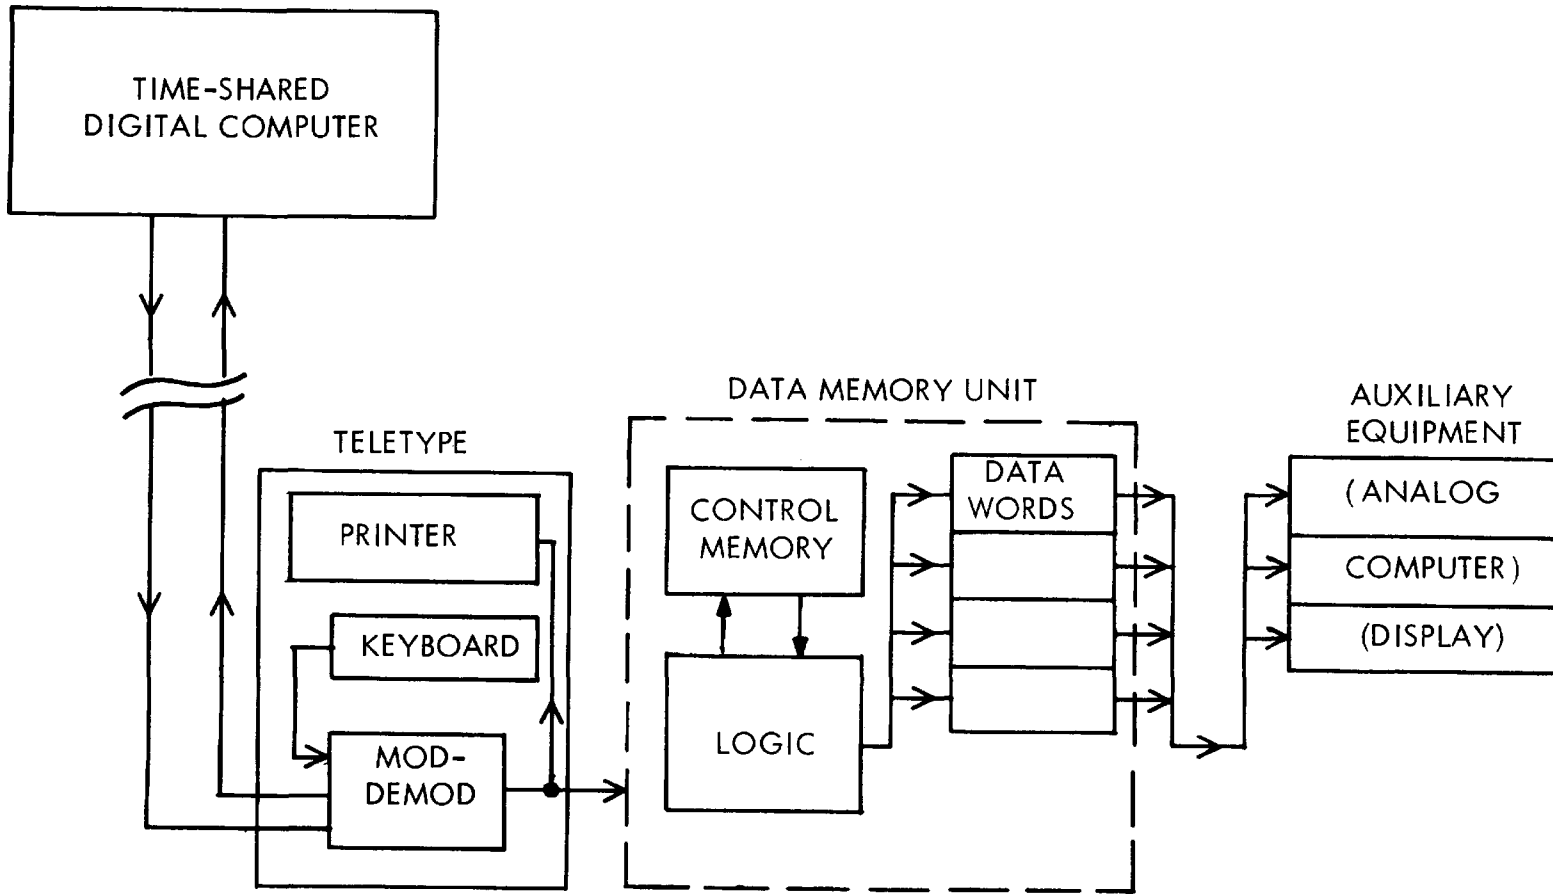 TIME-SHARED
DIGITAL COMPUTER
DATA MEMORY UNIT
AUXILIARY
EQUIPMENT
TELETYPE
PRINTER
KEYBOARD
MOD-
DEMOD
CONTROL
MEMORY
LOGIC
DATA
WORDS
(ANALOG
COMPUTER)
(DISPLAY)